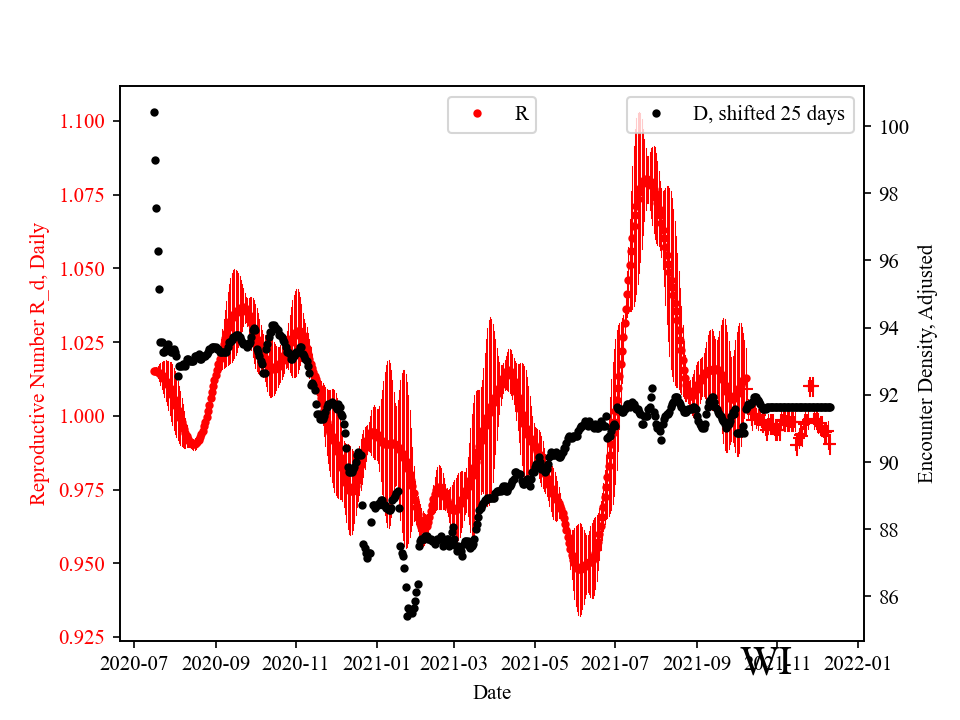 R
D, shifted 25 days
1.100
1.075
1.050
1.025
1.000
0.975
0.950
0.925
Reproductive Number R_d, Daily
100
98
96
94
92
90
88
86
Encounter Density, Adjusted
2020-07 2020-09 2020-11 2021-01 2021-03 2021-05 2021-07 2021-09 2021-11 2022-01
WI
Date